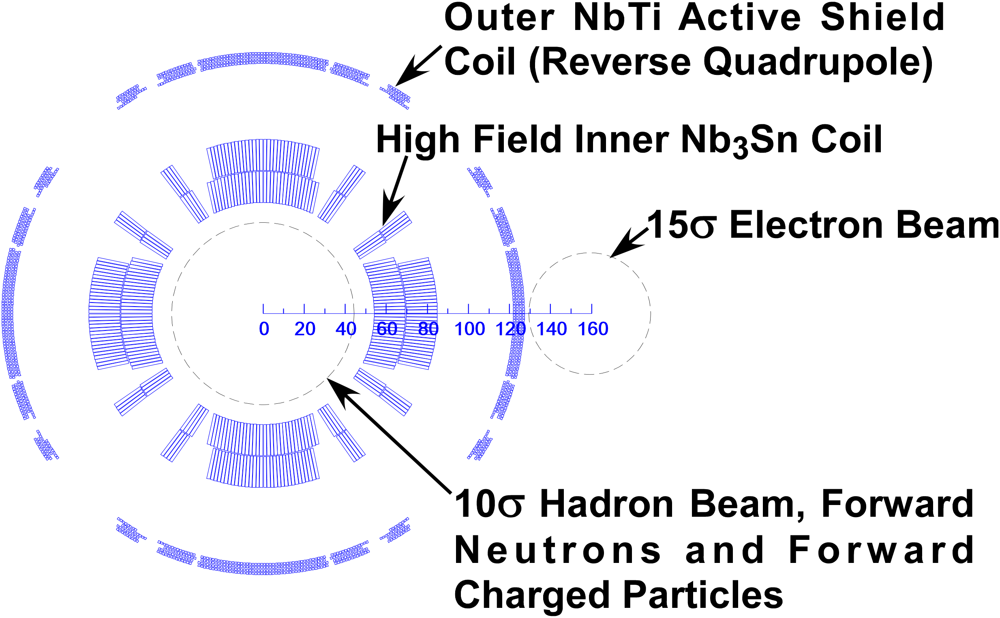 Outer NbTi Active Shield
Coil (Reverse Quadrupole)
High Field Inner Nb₃Sn Coil
15σ Electron Beam
0 20 40 60 80 100 120 140 160
10σ Hadron Beam, Forward
Neutrons and Forward
Charged Particles